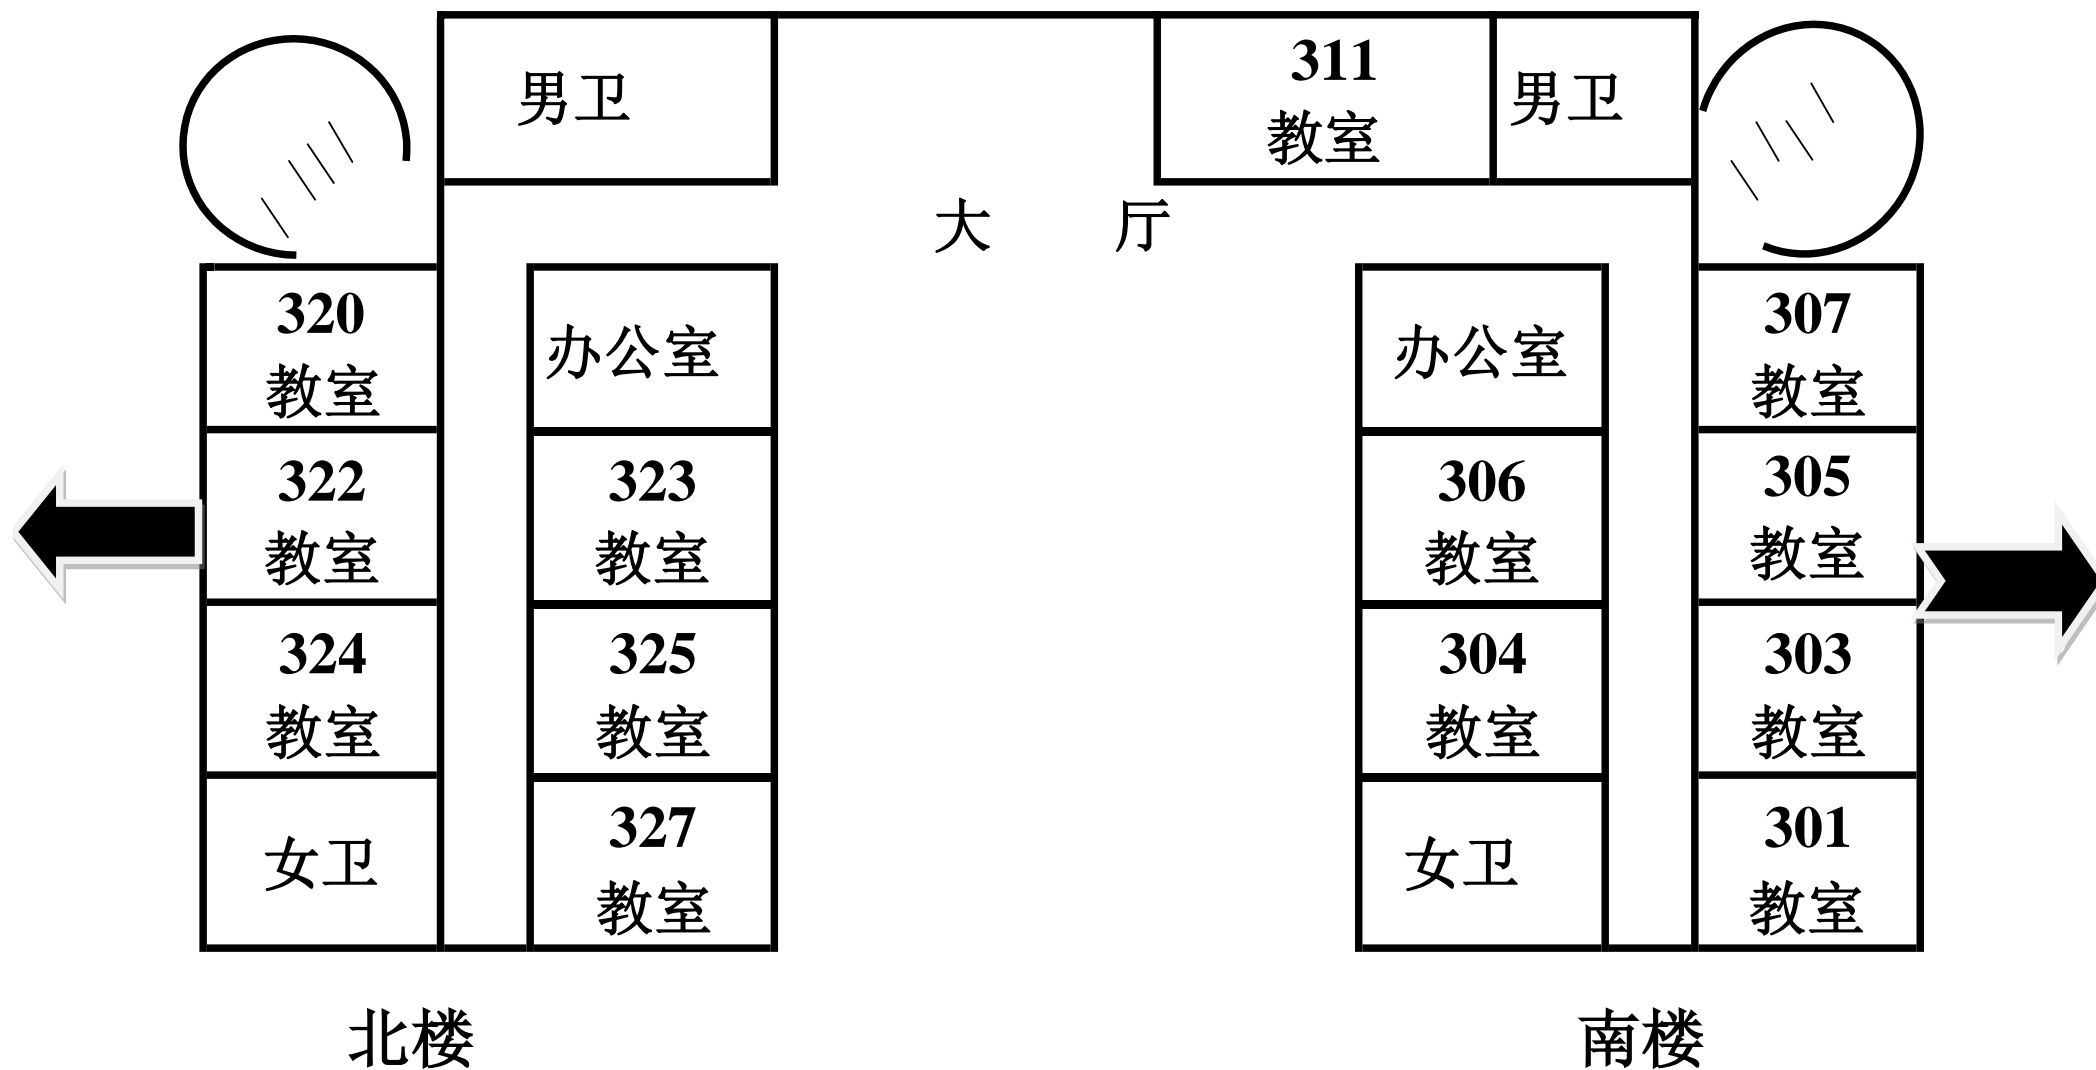 男卫
311
教室
男卫
大 厅
320
教室
办公室
办公室
307
教室
322
教室
323
教室
306
教室
305
教室
324
教室
325
教室
304
教室
303
教室
女卫
327
教室
女卫
301
教室
北楼
南楼